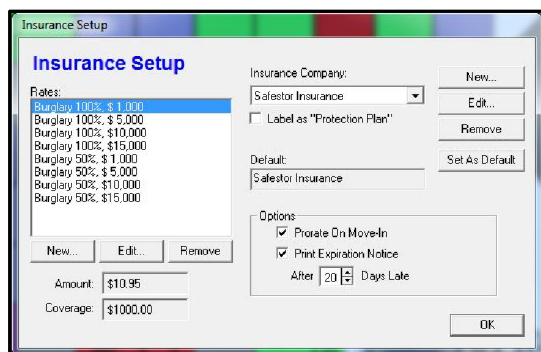 Insurance Setup
Insurance Setup
Rates:
Burglary 100%, $ 1,000
Burglary 100%, $ 5,000
Burglary 100%, $10,000
Burglary 100%, $15,000
Burglary 50%, $ 1,000
Burglary 50%, $ 5,000
Burglary 50%, $10,000
Burglary 50%, $15,000
New... Edit... Remove
Amount: $10.95
Coverage: $1000.00
Insurance Company:
Safestor Insurance
Label as "Protection Plan"
Default:
Safestor Insurance
New...
Edit...
Remove
Set As Default
Options
Prorate On Move-In
Print Expiration Notice
After 20 Days Late
OK